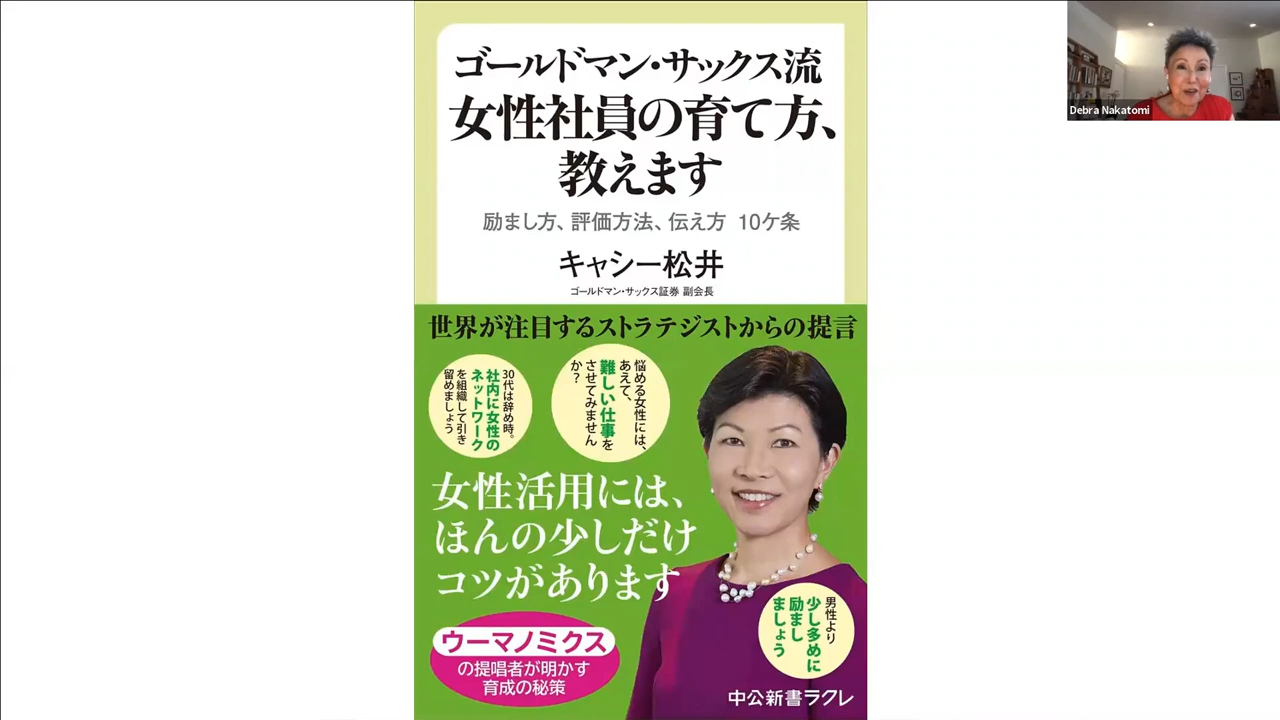 ゴールドマン・サックス流
女性社員の育て方、
教えます
励まし方、評価方法、伝え方 10ケ条
キャシー松井
ゴールドマン・サックス証券 副会長
世界が注目するストラテジストからの提言
悩める女性には、
あえて、
難しい仕事を
させてみません
か?
30代は辞め時。
社内に女性の
ネットワーク
を組織して引き
留めましょう
女性活用には、
ほんの少しだけ
コツがあります
男性より
少し多めに
励まし
ましょう
ウーマノミクス
の提唱者が明かす
育成の秘策
中公新書ラクレ
Debra Nakatomi